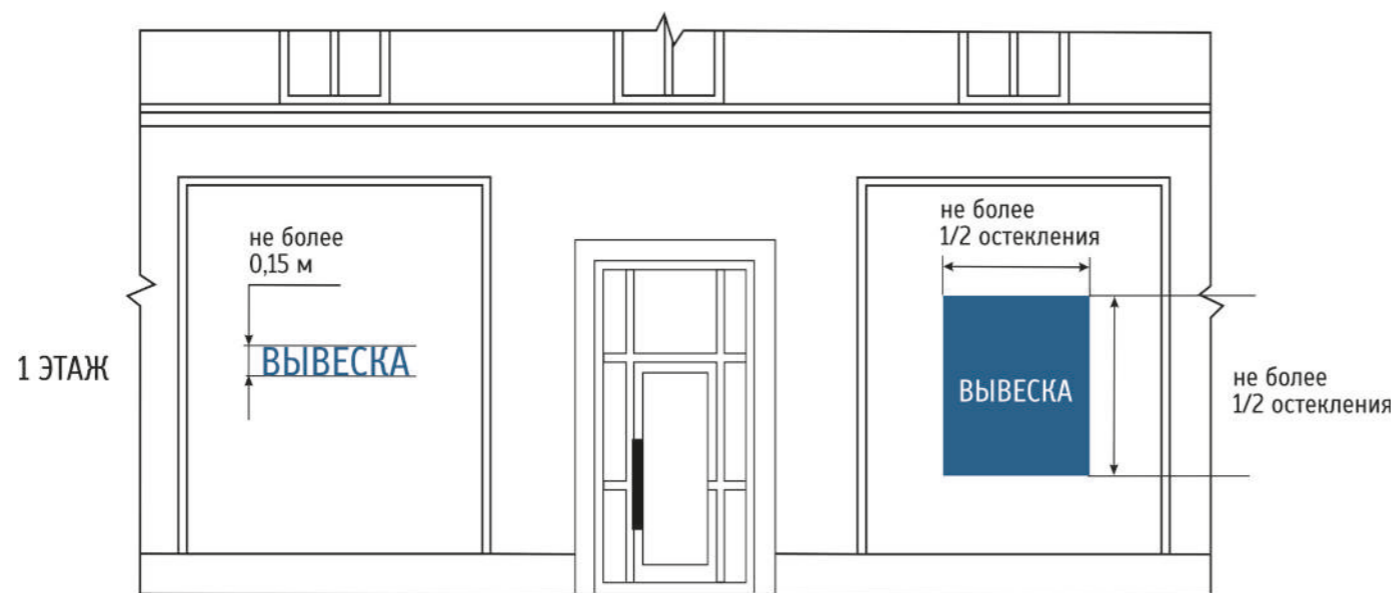 не более
1/2 остекления
не более
0,15 м
1 ЭТАЖ
ВЫВЕСКА
ВЫВЕСКА
не более
1/2 остекления